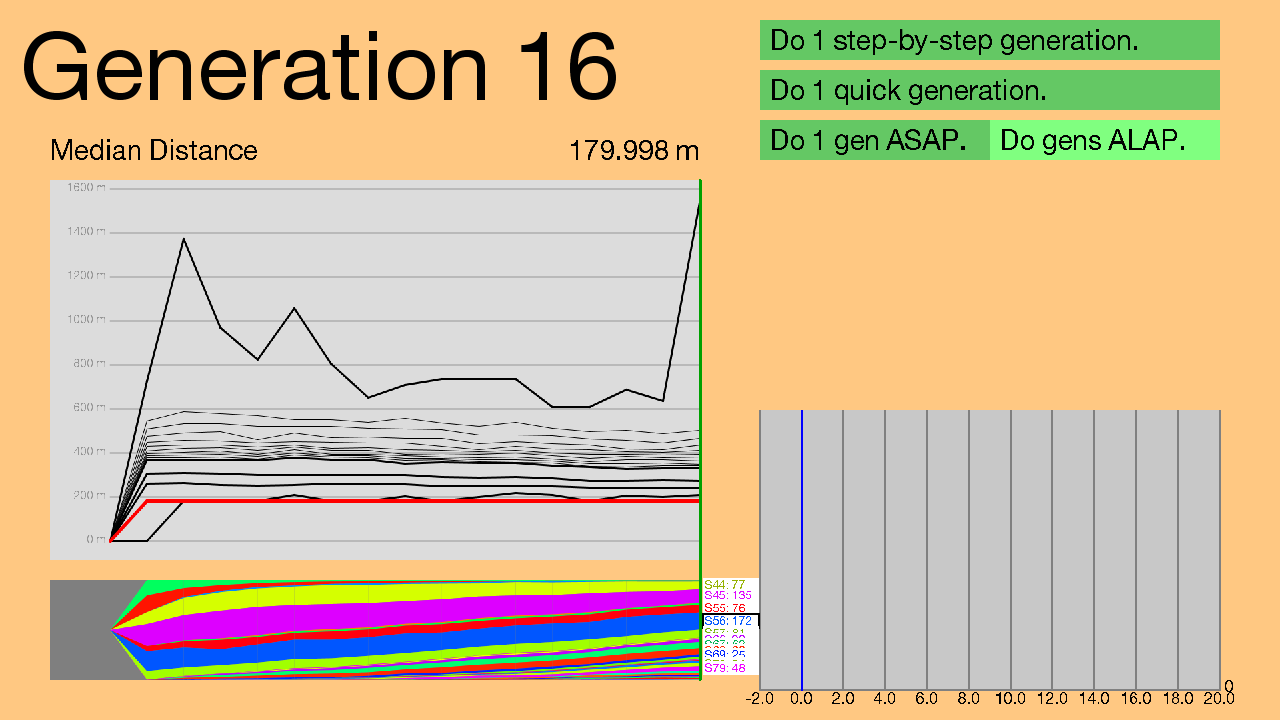 Generation 16
Do 1 step-by-step generation.
Do 1 quick generation.
Do 1 gen ASAP.
Do gens ALAP.
Median Distance
179.998 m
1600 m
1400 m
1200 m
1000 m
800 m
600 m
400 m
200 m
0 m
S44: 77
S45: 135
S55: 76
S56: 172
S69: 25
S79: 48
0
-2.0 0.0 2.0 4.0 6.0 8.0 10.0 12.0 14.0 16.0 18.0 20.0